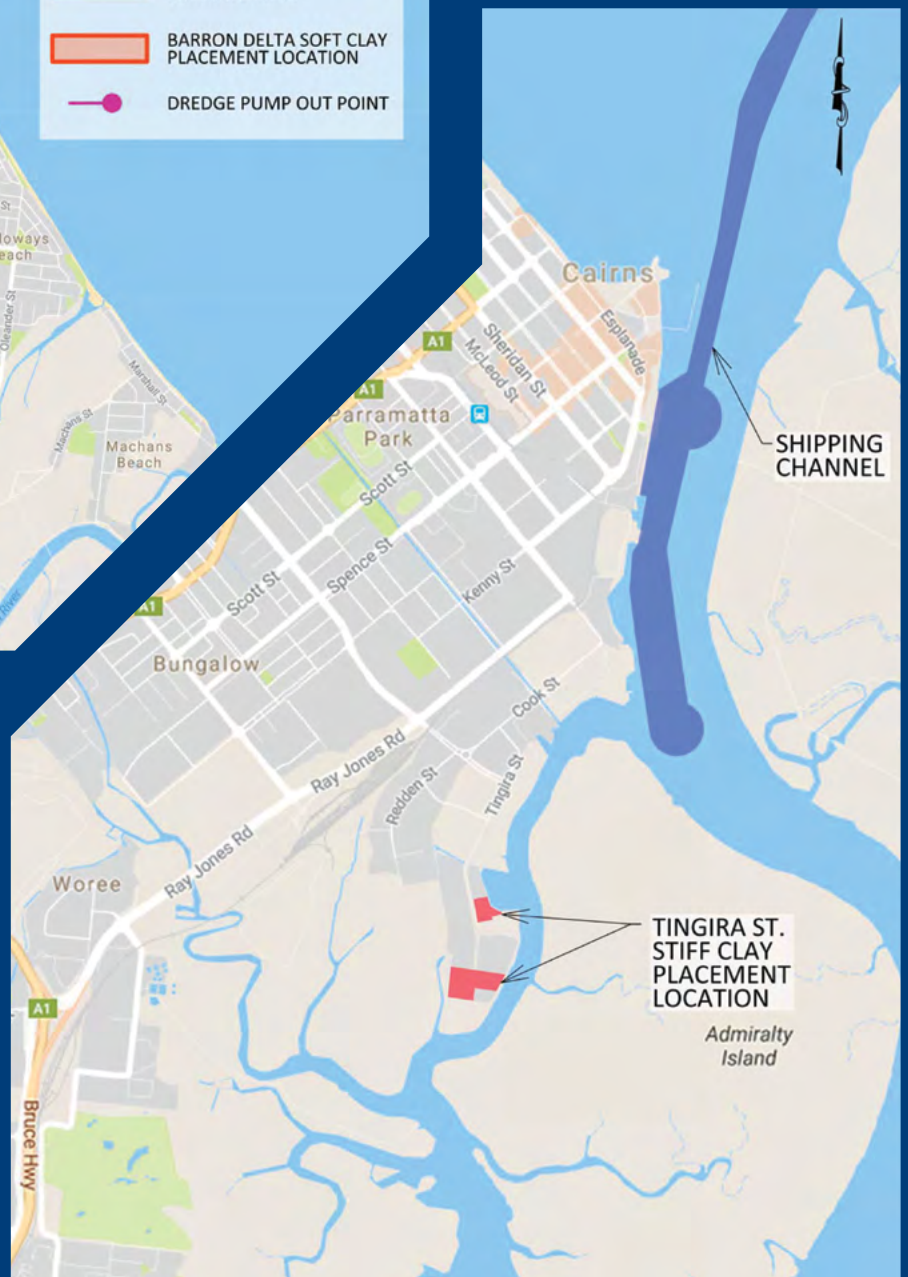 BARRON DELTA SOFT CLAY
PLACEMENT LOCATION
DREDGE PUMP OUT POINT
St
Oleander St
Marshall St
Machans St
Machans
Beach
River
Cairns
Esplanade
Sheridan St
McLeod St
A1
A1
Parramatta
Park
Scott St
SHIPPING
CHANNEL
Spence St
Kenny St
Scott St
A1
Bungalow
Cook St
Ray Jones Rd
Redden St
Tingira St
Ray Jones Rd
Woree
TINGIRA ST.
STIFF CLAY
PLACEMENT
LOCATION
A1
Admiralty
Island
Bruce Hwy